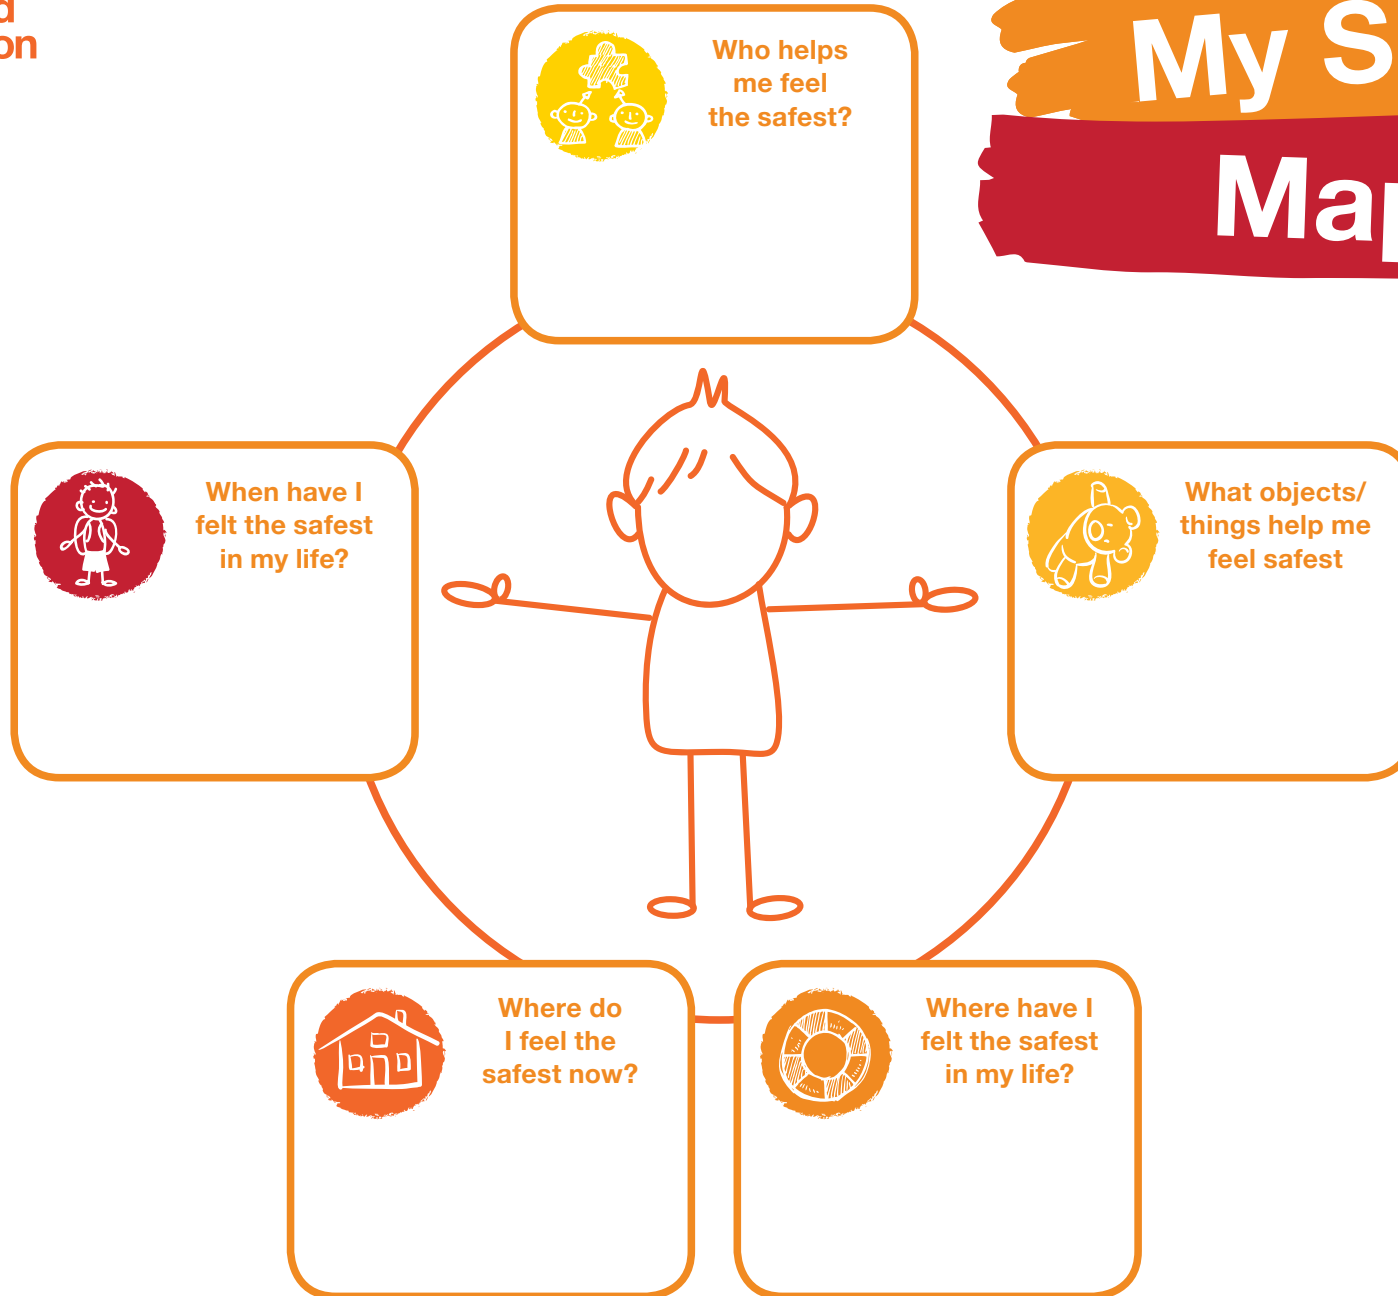 on
Who helps
me feel
the safest?
My S
Ma
When have I
felt the safest
in my life?
What objects/
things help me
feel safest
Where do
I feel the
safest now?
Where have I
felt the safest
in my life?